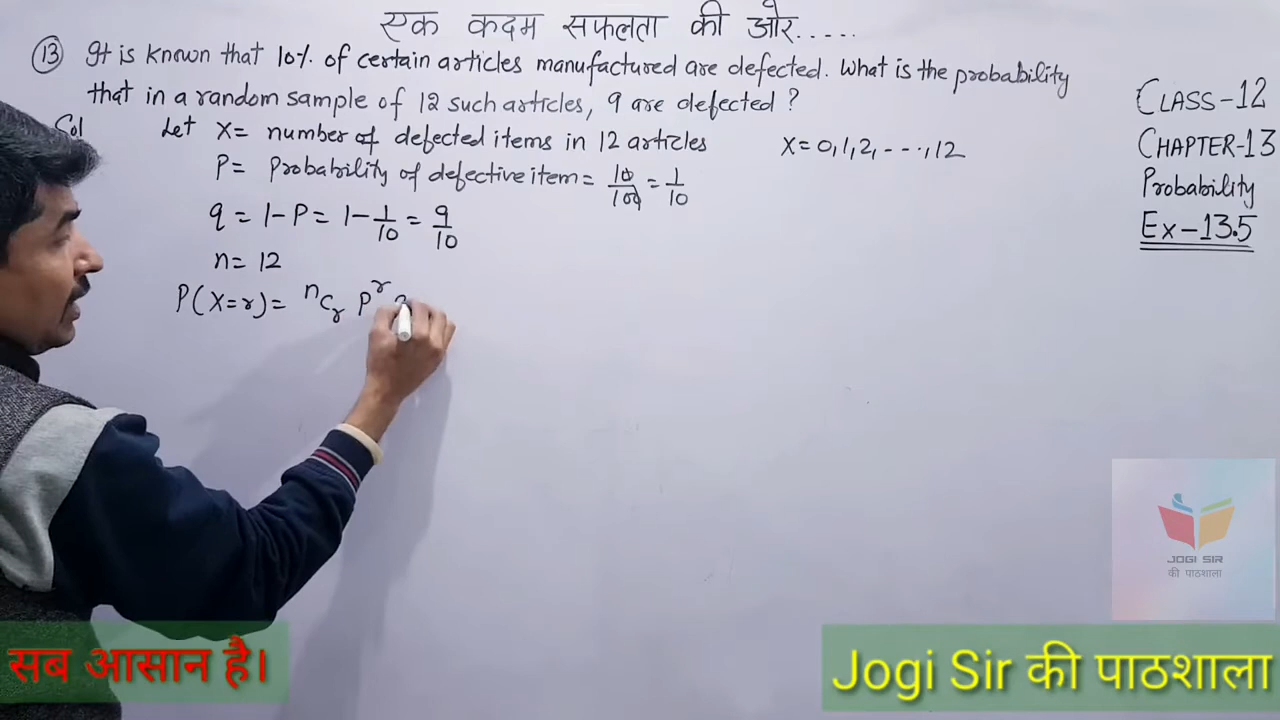 एक कदम सफलता की ओर.....
13 It is known that 10% of certain articles manufactured are defected. What is the probability
that in a random sample of 12 such articles, 9 are defected?
Sol Let X = number of defected items in 12 articles X = 0,1,2, ----,12
P = Probability of defective item = 10/100 = 1/10
q = 1 - P = 1 - 1/10 = 9/10
n = 12
P(X=r) = nCr P^r
CLASS-12
CHAPTER-13
Probability
Ex-13.5
JOGI SIR
की पाठशाला
सब आसान है।
Jogi Sir की पाठशाला